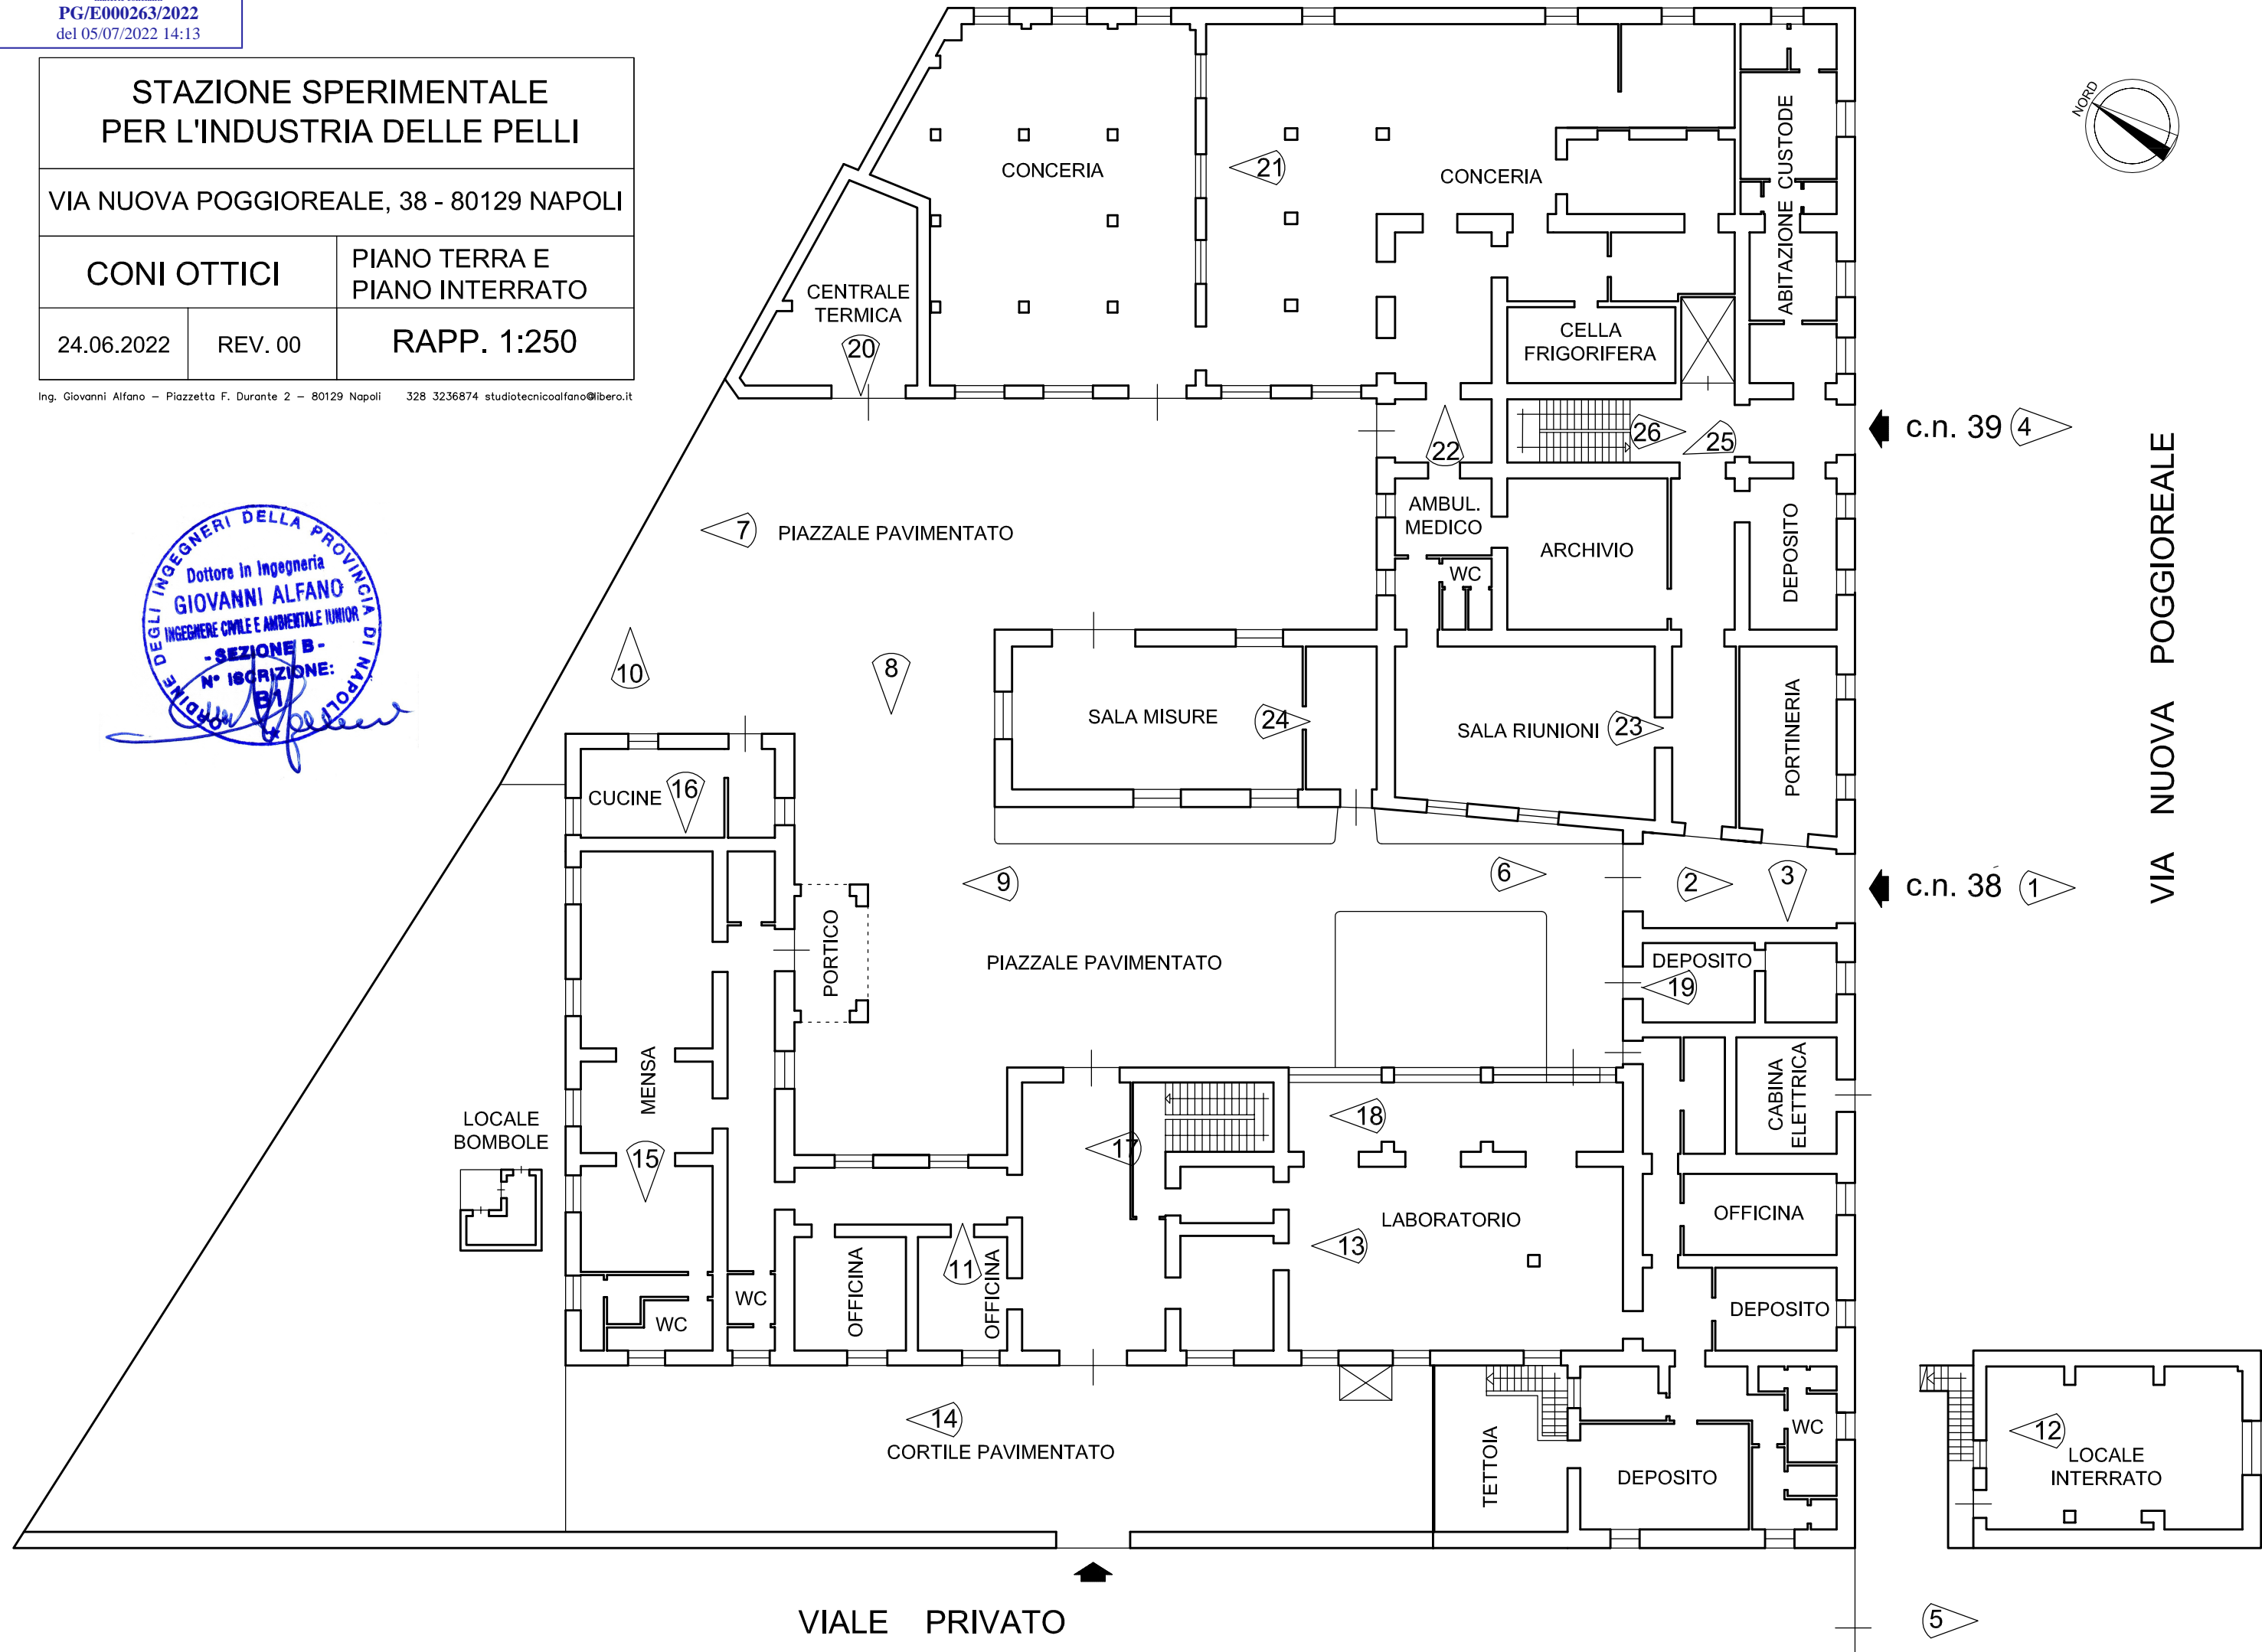 PG/E000263/2022
del 05/07/2022 14:13
STAZIONE SPERIMENTALE
PER L'INDUSTRIA DELLE PELLI
VIA NUOVA POGGIOREALE, 38 - 80129 NAPOLI
CONI OTTICI
PIANO TERRA E
PIANO INTERRATO
24.06.2022
REV. 00
RAPP. 1:250
Ing. Giovanni Alfano – Piazzetta F. Durante 2 – 80129 Napoli 328 3236874 studiotecnicoalfano@libero.it
ORDINE DEGLI INGEGNERI DELLA PROVINCIA DI NAPOLI
Dottore in Ingegneria
GIOVANNI ALFANO
INGEGNERE CIVILE E AMBIENTALE IUNIOR
- SEZIONE B -
N° ISCRIZIONE:
B1
NORD
CONCERIA
21
CONCERIA
ABITAZIONE CUSTODE
CENTRALE
TERMICA
20
CELLA
FRIGORIFERA
22
26
25
c.n. 39
4
7
PIAZZALE PAVIMENTATO
AMBUL.
MEDICO
WC
ARCHIVIO
DEPOSITO
VIA NUOVA POGGIOREALE
10
8
SALA MISURE
24
SALA RIUNIONI
23
PORTINERIA
CUCINE
16
9
6
2
3
c.n. 38
1
PORTICO
PIAZZALE PAVIMENTATO
DEPOSITO
19
MENSA
CABINA
ELETTRICA
LOCALE
BOMBOLE
15
17
18
OFFICINA
LABORATORIO
13
OFFICINA
11
OFFICINA
WC
WC
DEPOSITO
14
CORTILE PAVIMENTATO
TETTOIA
DEPOSITO
WC
12
LOCALE
INTERRATO
VIALE PRIVATO
5